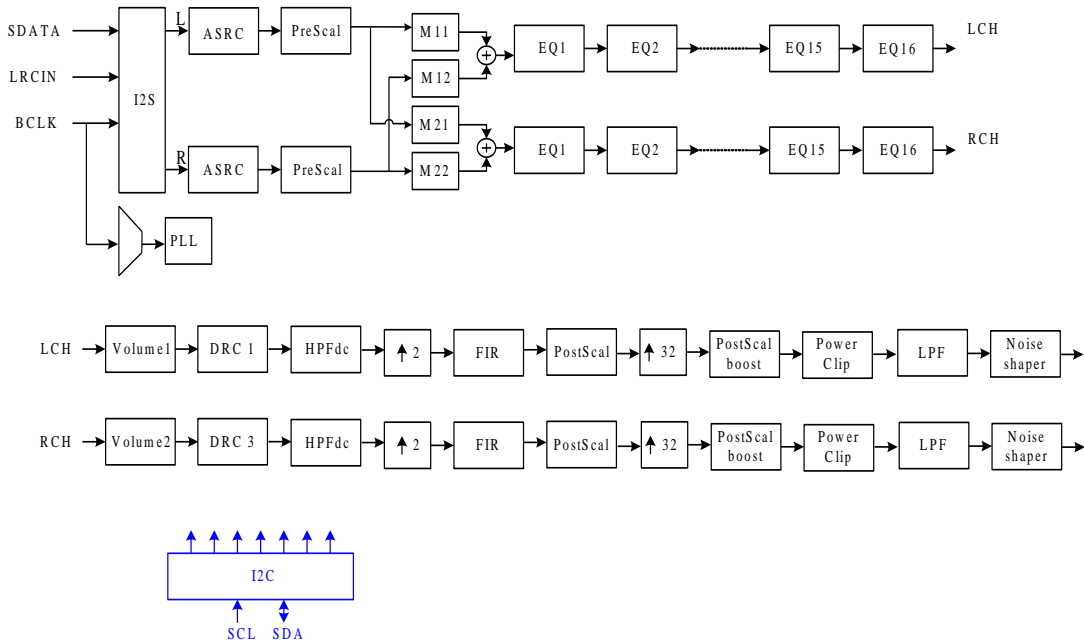 SDATA
LRCIN
BCLK
I2S
L
ASRC
PreScal
M11
M12
EQ1
EQ2
EQ15
EQ16
LCH
R
ASRC
PreScal
M21
M22
EQ1
EQ2
EQ15
EQ16
RCH
PLL
LCH
Volume1
DRC 1
HPFdc
2
FIR
PostScal
32
PostScal
boost
Power
Clip
LPF
Noise
shaper
RCH
Volume2
DRC 3
HPFdc
2
FIR
PostScal
32
PostScal
boost
Power
Clip
LPF
Noise
shaper
I2C
SCL
SDA